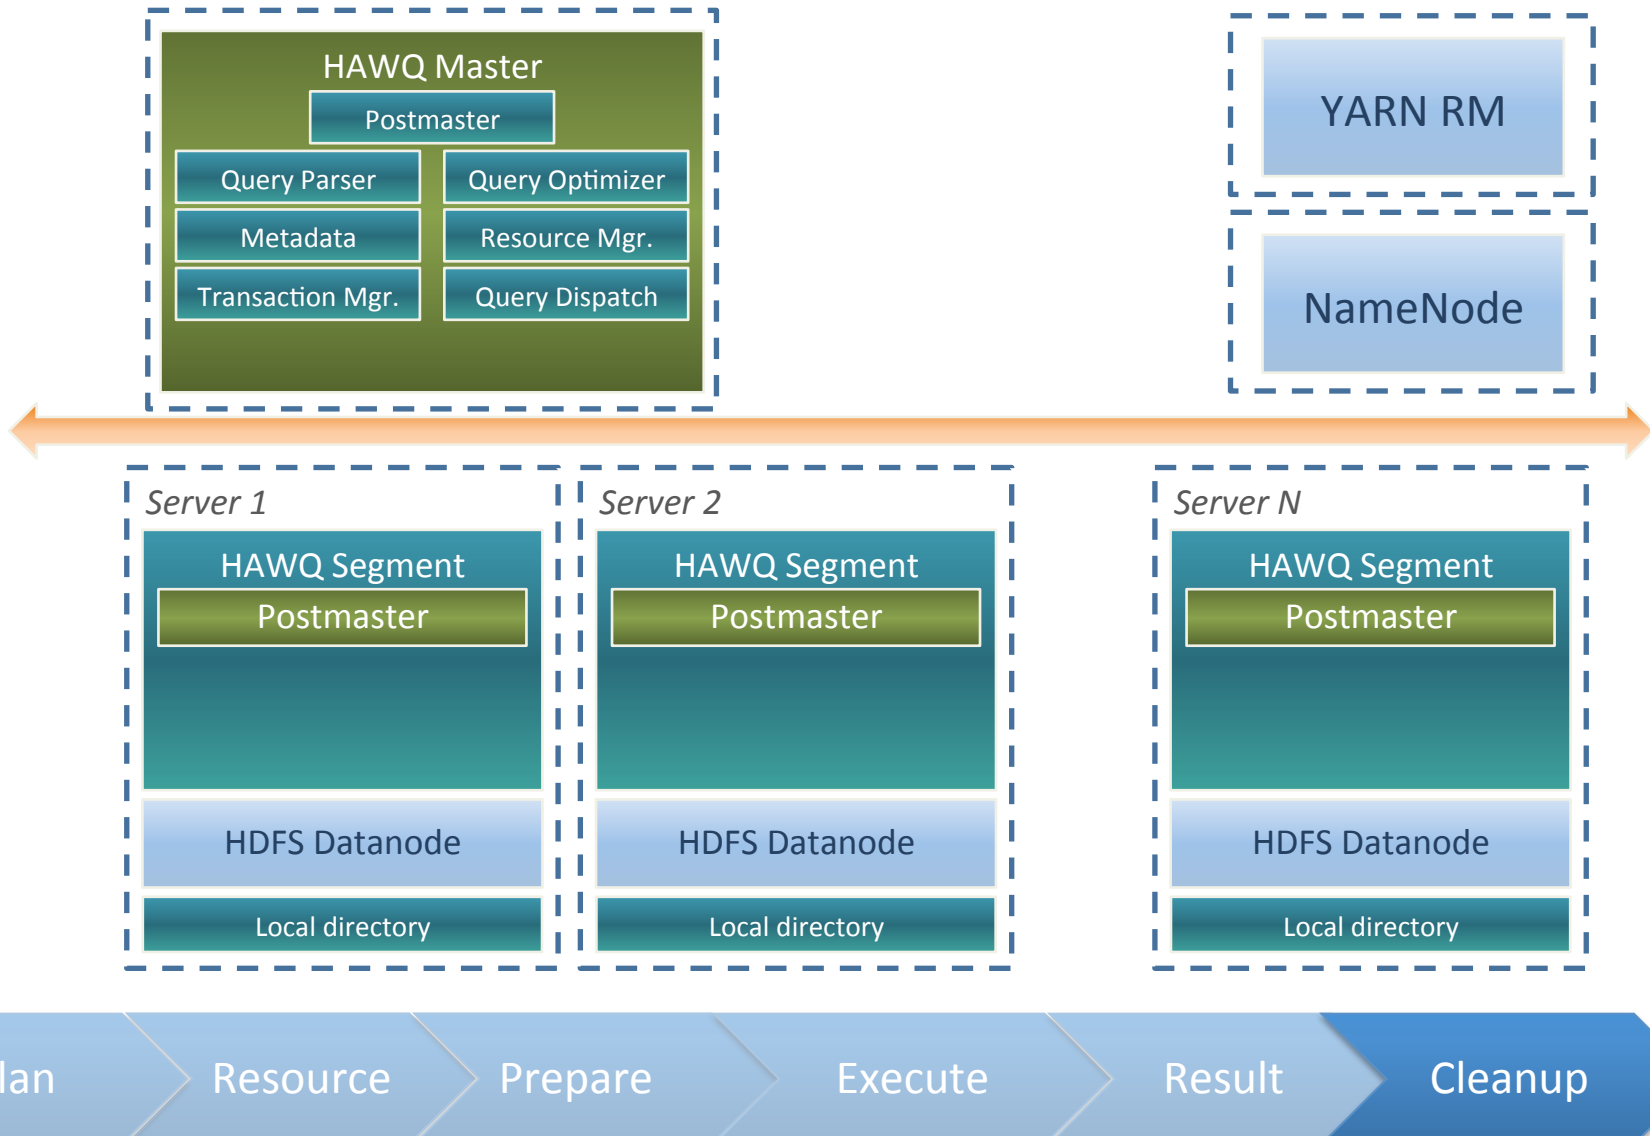 HAWQ Master
Postmaster
Query Parser
Query Optimizer
Metadata
Resource Mgr.
Transaction Mgr.
Query Dispatch
YARN RM
NameNode
Server 1
HAWQ Segment
Postmaster
HDFS Datanode
Local directory
Server 2
HAWQ Segment
Postmaster
HDFS Datanode
Local directory
Server N
HAWQ Segment
Postmaster
HDFS Datanode
Local directory
lan
Resource
Prepare
Execute
Result
Cleanup